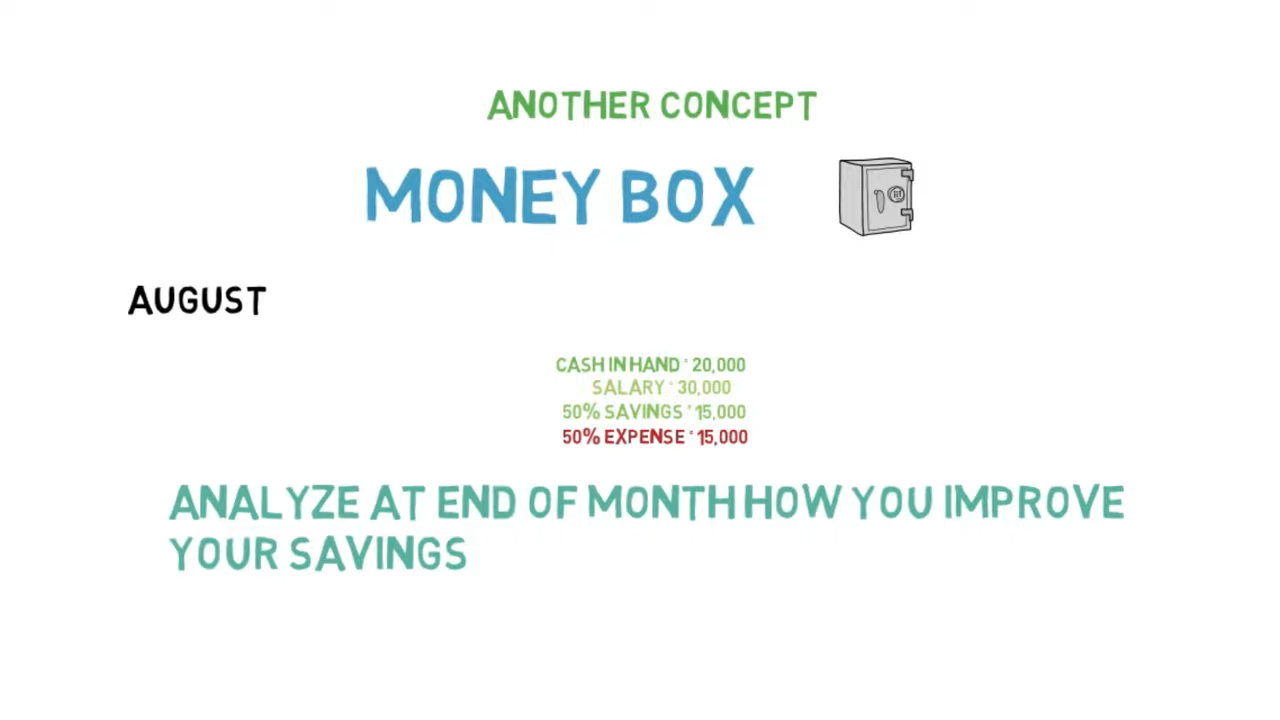 ANOTHER CONCEPT
MONEY BOX
AUGUST
CASH IN HAND = 20,000
SALARY = 30,000
50% SAVINGS = 15,000
50% EXPENSE = 15,000
ANALYZE AT END OF MONTH HOW YOU IMPROVE
YOUR SAVINGS